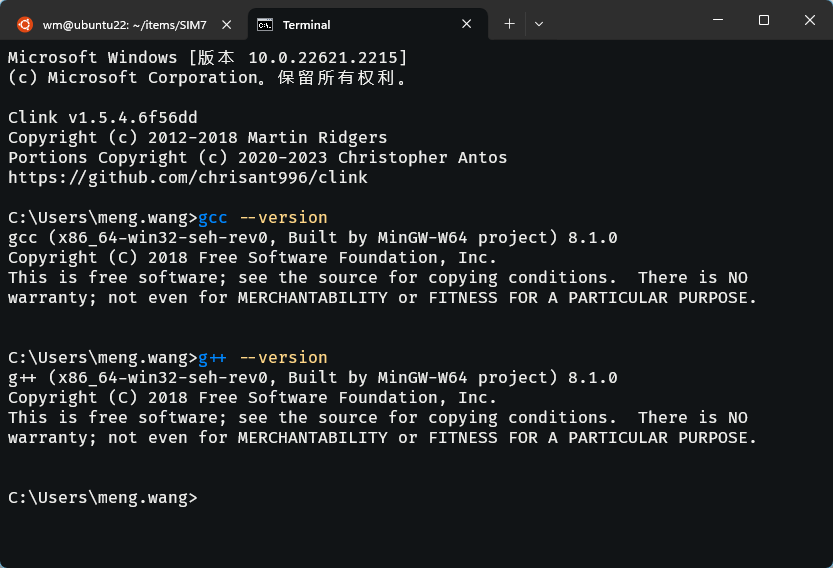 wm@ubuntu22: ~/items/SIM7
Terminal
Microsoft Windows [版本 10.0.22621.2215]
(c) Microsoft Corporation。保留所有权利。
Clink v1.5.4.6f56dd
Copyright (c) 2012-2018 Martin Ridgers
Portions Copyright (c) 2020-2023 Christopher Antos
https://github.com/chrisant996/clink
C:\Users\meng.wang>gcc --version
gcc (x86_64-win32-seh-rev0, Built by MinGW-W64 project) 8.1.0
Copyright (C) 2018 Free Software Foundation, Inc.
This is free software; see the source for copying conditions.  There is NO
warranty; not even for MERCHANTABILITY or FITNESS FOR A PARTICULAR PURPOSE.
C:\Users\meng.wang>g++ --version
g++ (x86_64-win32-seh-rev0, Built by MinGW-W64 project) 8.1.0
Copyright (C) 2018 Free Software Foundation, Inc.
This is free software; see the source for copying conditions.  There is NO
warranty; not even for MERCHANTABILITY or FITNESS FOR A PARTICULAR PURPOSE.
C:\Users\meng.wang>